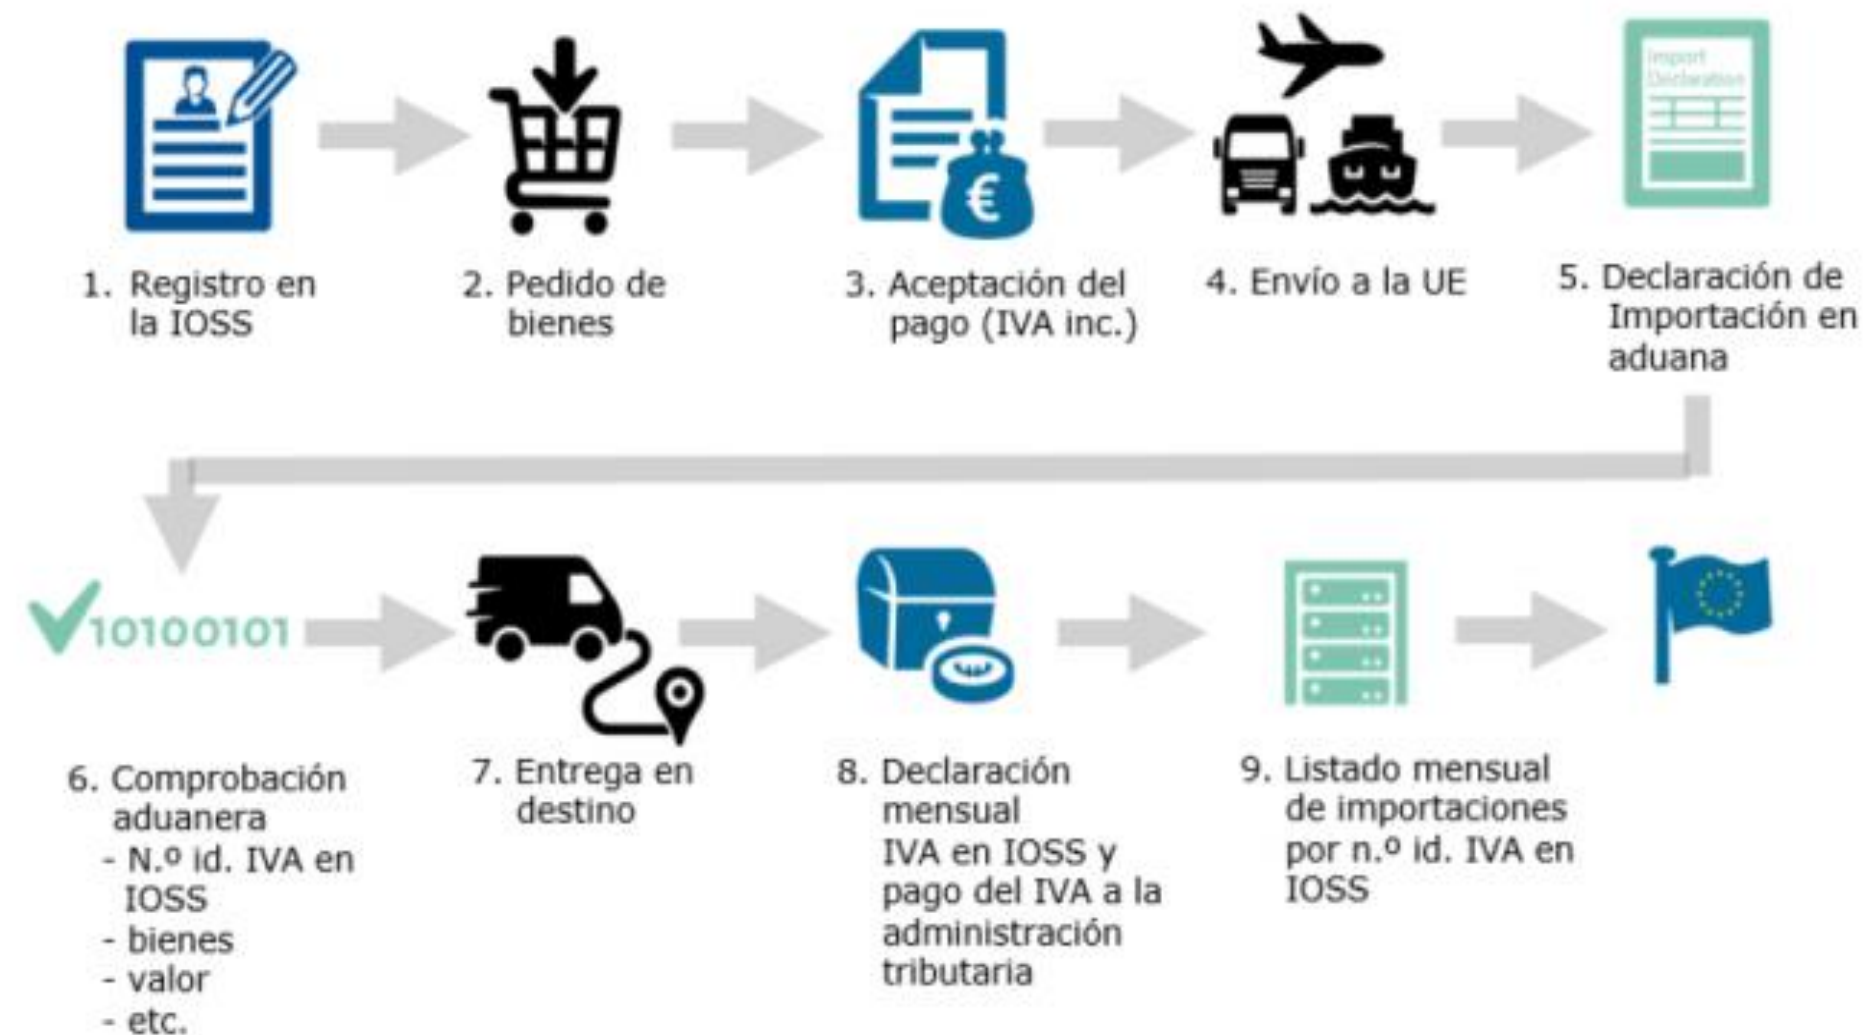 Import
Declaration
1. Registro en
la IOSS
2. Pedido de
bienes
3. Aceptación del
pago (IVA inc.)
4. Envío a la UE
5. Declaración de
Importación en
aduana
€
10100101
6. Comprobación
aduanera
- N.º id. IVA en
IOSS
- bienes
- valor
- etc.
7. Entrega en
destino
8. Declaración
mensual
IVA en IOSS y
pago del IVA a la
administración
tributaria
9. Listado mensual
de importaciones
por n.º id. IVA en
IOSS